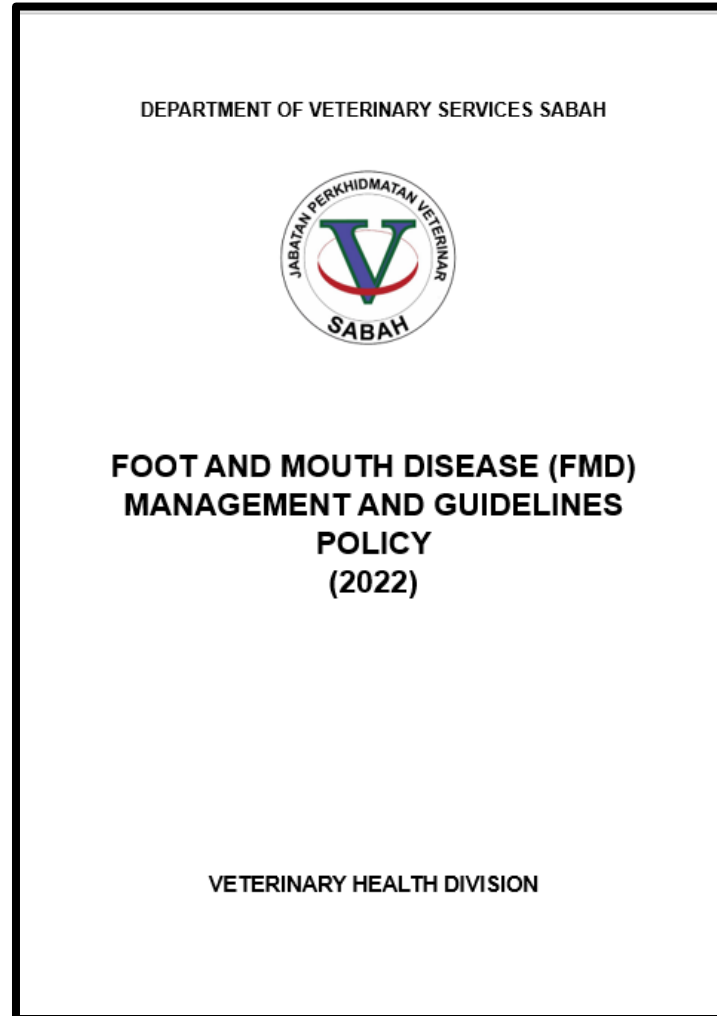 DEPARTMENT OF VETERINARY SERVICES SABAH
JABATAN PERKHIDMATAN VETERINAR
V
SABAH
FOOT AND MOUTH DISEASE (FMD)
MANAGEMENT AND GUIDELINES
POLICY
(2022)
VETERINARY HEALTH DIVISION